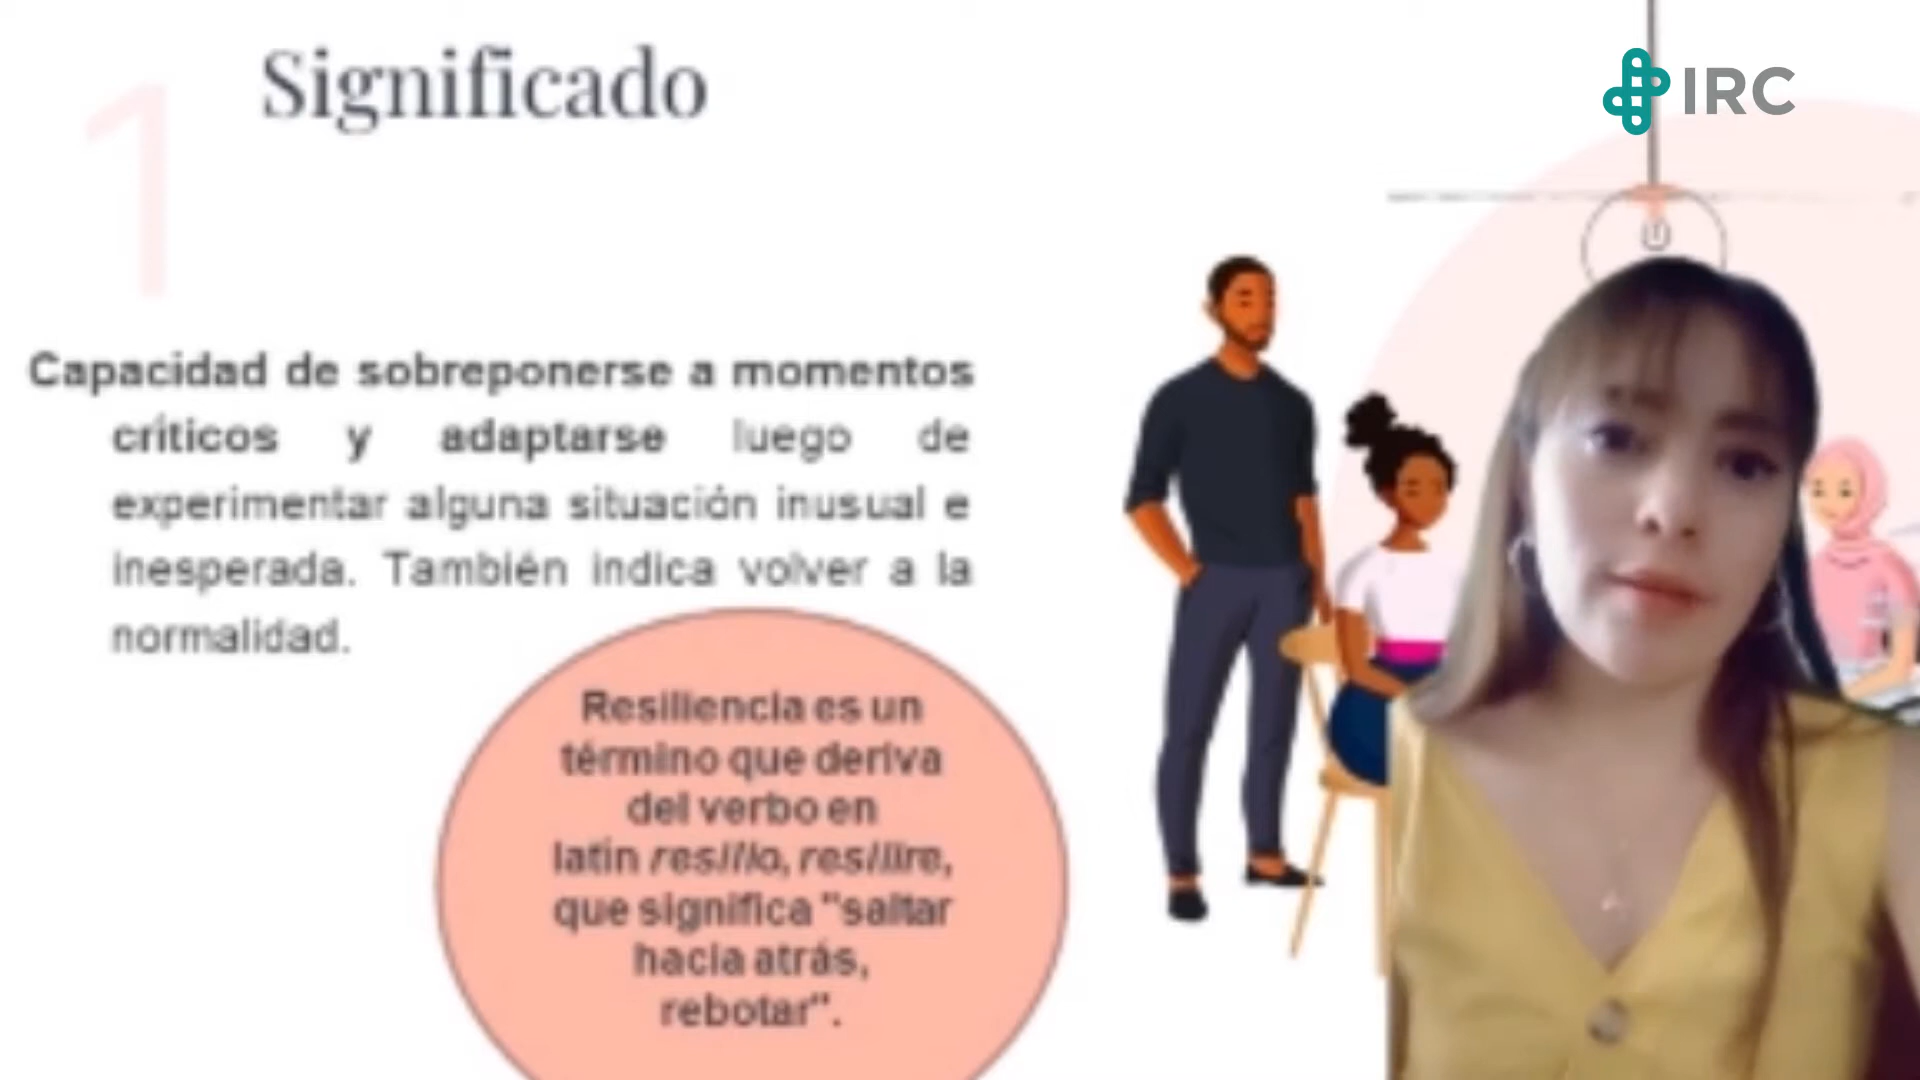 1
Significado
IRC
Capacidad de sobreponerse a momentos
críticos y adaptarse luego de
experimentar alguna situación inusual e
inesperada. También indica volver a la
normalidad.
Resiliencia es un
término que deriva
del verbo en
latín resilio, resilire,
que significa "saltar
hacia atrás,
rebotar".